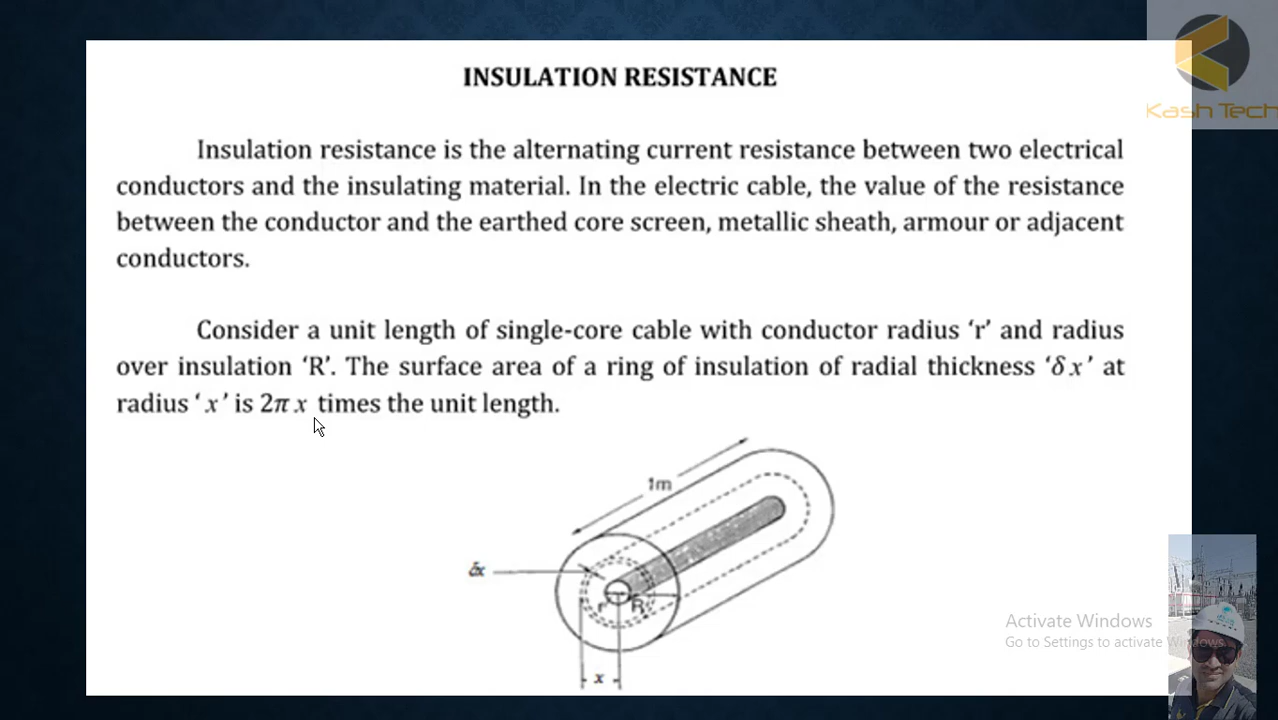 Kash Tech
INSULATION RESISTANCE
Insulation resistance is the alternating current resistance between two electrical
conductors and the insulating material. In the electric cable, the value of the resistance
between the conductor and the earthed core screen, metallic sheath, armour or adjacent
conductors.
Consider a unit length of single-core cable with conductor radius ‘r’ and radius
over insulation ‘R’. The surface area of a ring of insulation of radial thickness ‘δ x’ at
radius ‘ x’ is 2π x times the unit length.
1m
δx
r
R
x
Activate Windows
Go to Settings to activate Windows.